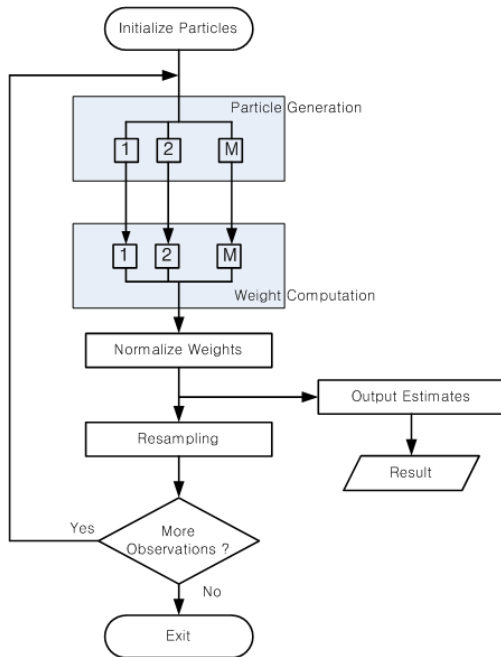 Initialize Particles
Particle Generation
1 2 M
1 2 M
Weight Computation
Normalize Weights
Output Estimates
Resampling
Result
Yes
More
Observations ?
No
Exit